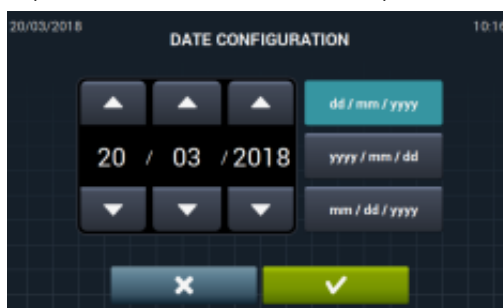 20/03/2018 DATE CONFIGURATION 10:16
dd / mm / yyyy
20 / 03 / 2018 yyyy / mm / dd
mm / dd / yyyy